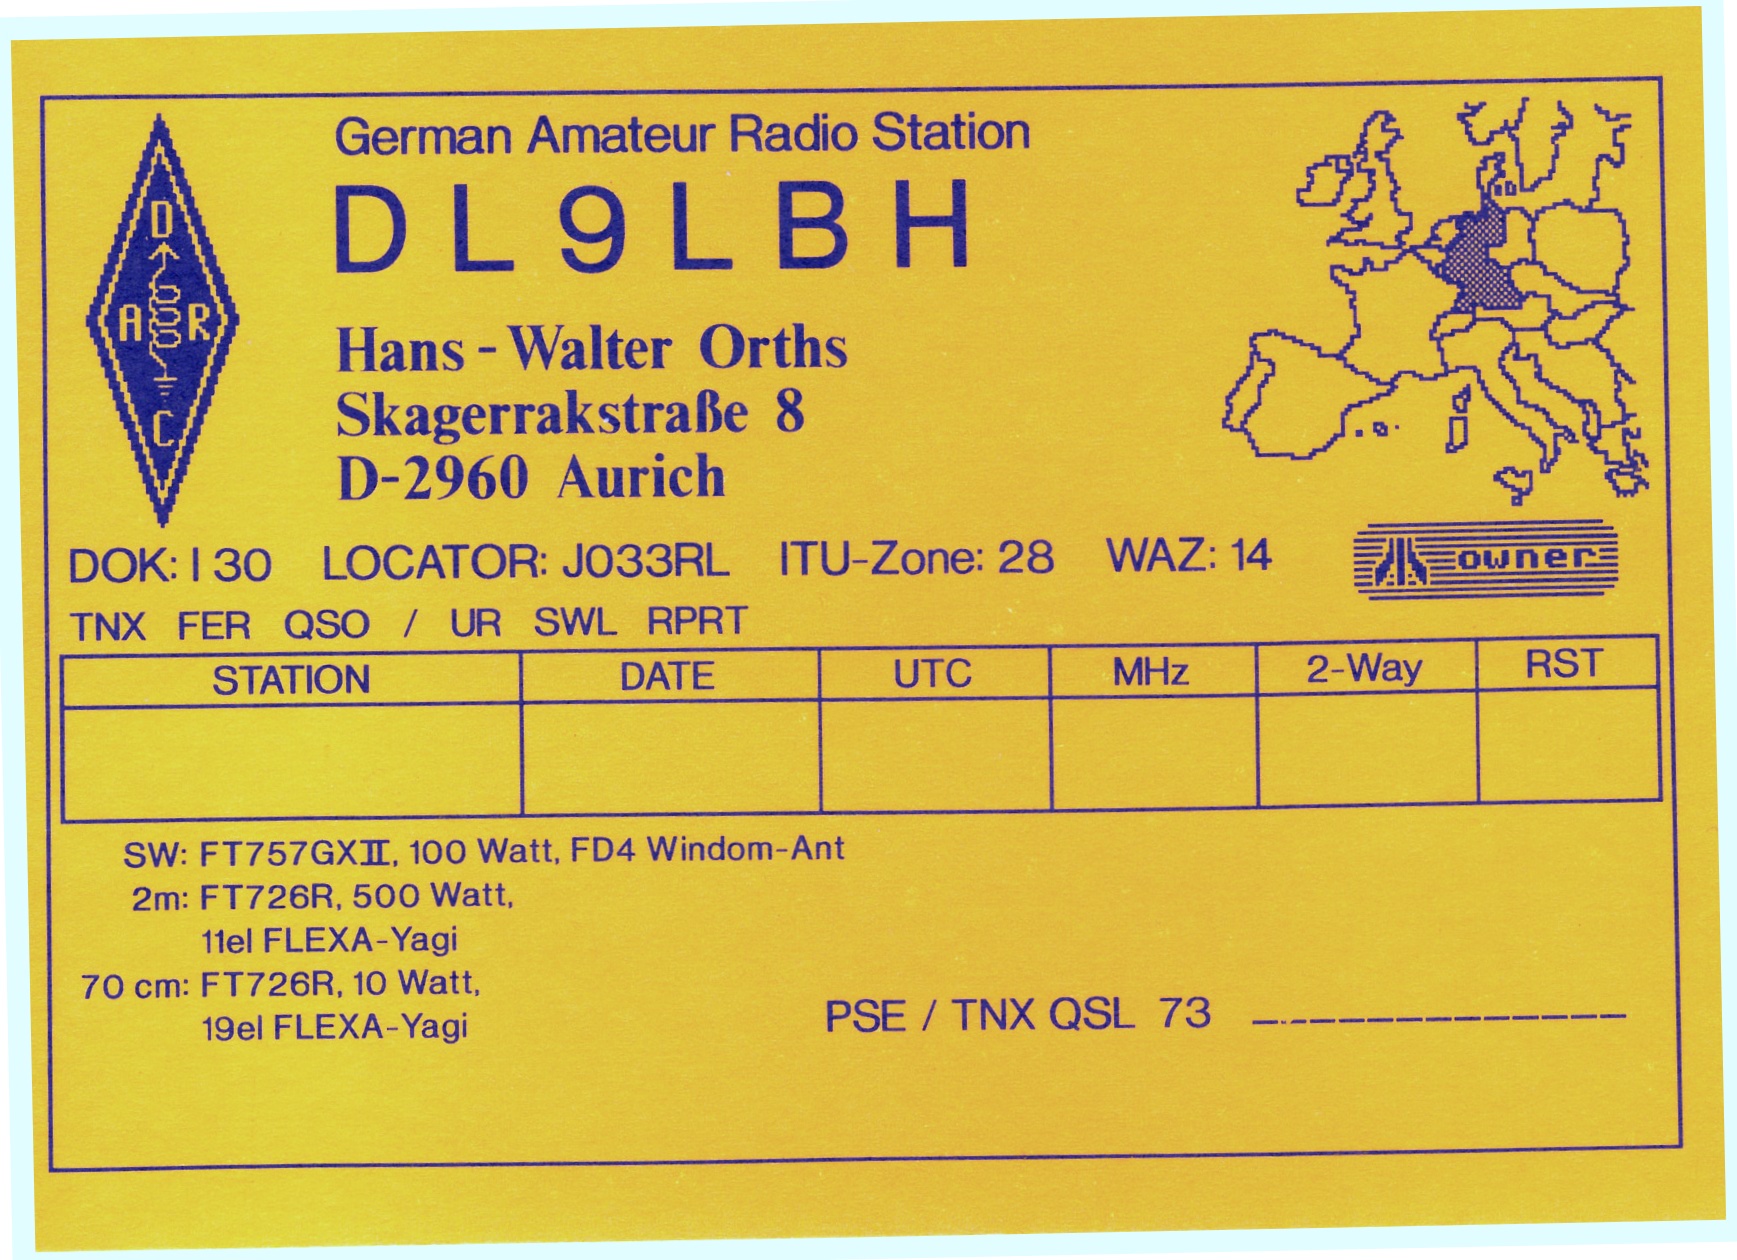 German Amateur Radio Station
DL9LBH
D
A R
C
Hans-Walter Orths
Skagerrakstraße 8
D-2960 Aurich
DOK: I 30 LOCATOR: JO33RL ITU-Zone: 28 WAZ: 14
owner
TNX FER QSO / UR SWL RPRT
STATION DATE UTC MHz 2-Way RST
SW: FT757GXII, 100 Watt, FD4 Windom-Ant
2m: FT726R, 500 Watt,
11el FLEXA-Yagi
70 cm: FT726R, 10 Watt,
19el FLEXA-Yagi
PSE / TNX QSL 73